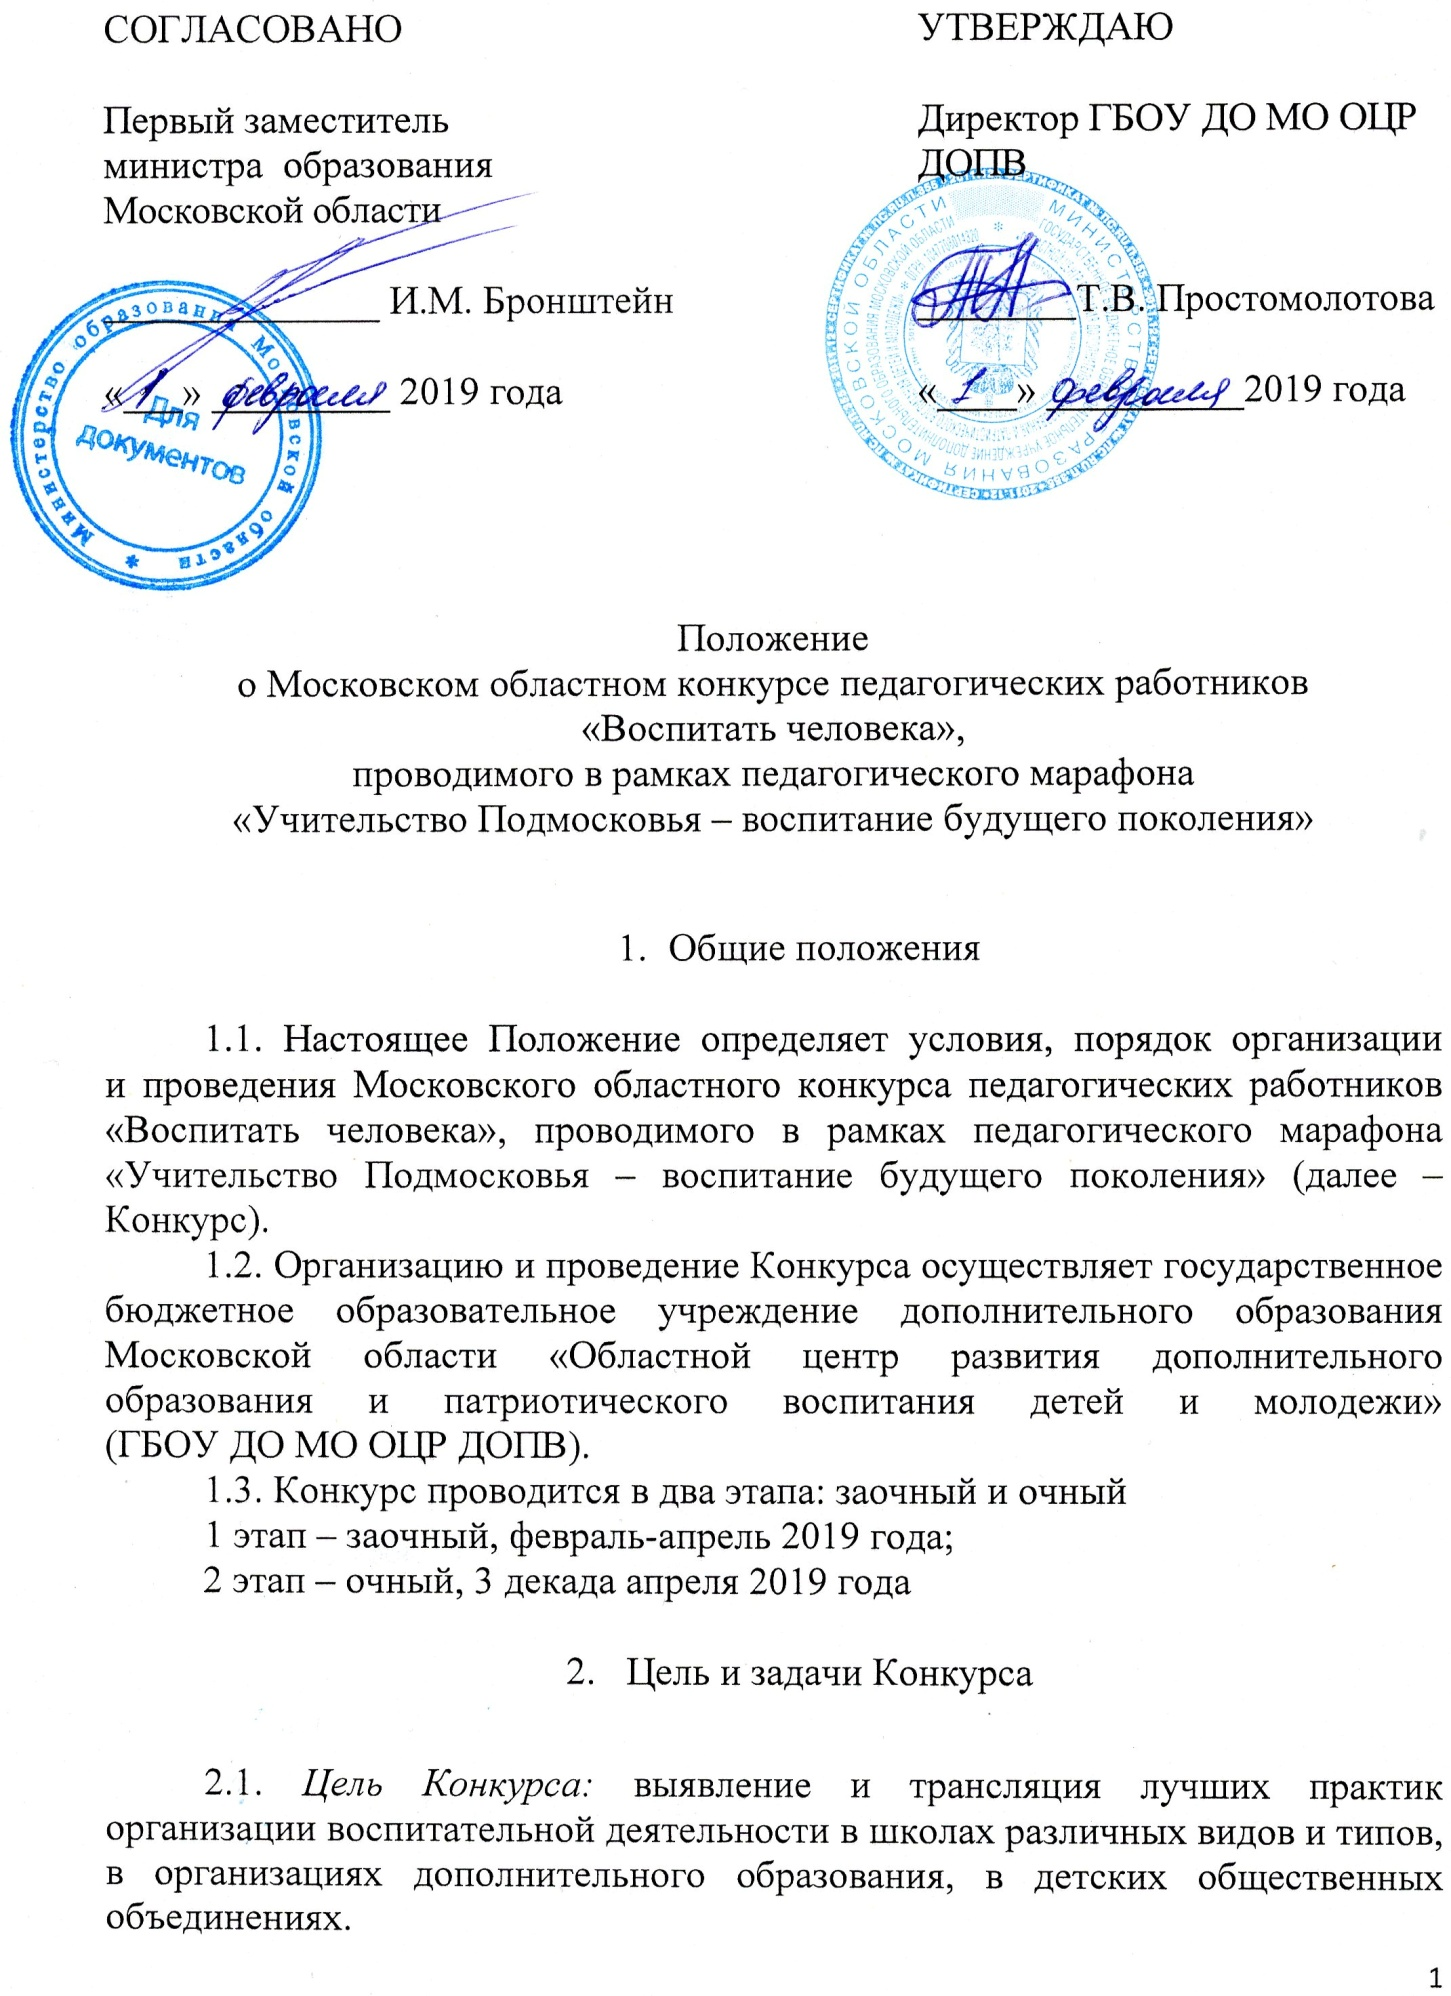 СОГЛАСОВАНО
Первый заместитель
министра образования
Московской области
И.М. Бронштейн
«1» февраля 2019 года
Министерство образования Московской области
Для
документов
УТВЕРЖДАЮ
Директор ГБОУ ДО МО ОЦР
ДОПВ
Т.В. Простомолотова
«1» февраля 2019 года
МИНИСТЕРСТВО ОБРАЗОВАНИЯ МОСКОВСКОЙ ОБЛАСТИ
Положение
о Московском областном конкурсе педагогических работников
«Воспитать человека»,
проводимого в рамках педагогического марафона
«Учительство Подмосковья – воспитание будущего поколения»
1. Общие положения
1.1. Настоящее Положение определяет условия, порядок организации
и проведения Московского областного конкурса педагогических работников
«Воспитать человека», проводимого в рамках педагогического марафона
«Учительство Подмосковья – воспитание будущего поколения» (далее –
Конкурс).
1.2. Организацию и проведение Конкурса осуществляет государственное
бюджетное образовательное учреждение дополнительного образования
Московской области «Областной центр развития дополнительного
образования и патриотического воспитания детей и молодежи»
(ГБОУ ДО МО ОЦР ДОПВ).
1.3. Конкурс проводится в два этапа: заочный и очный
1 этап – заочный, февраль-апрель 2019 года;
2 этап – очный, 3 декада апреля 2019 года
2. Цель и задачи Конкурса
2.1. Цель Конкурса: выявление и трансляция лучших практик
организации воспитательной деятельности в школах различных видов и типов,
в организациях дополнительного образования, в детских общественных
объединениях.
1